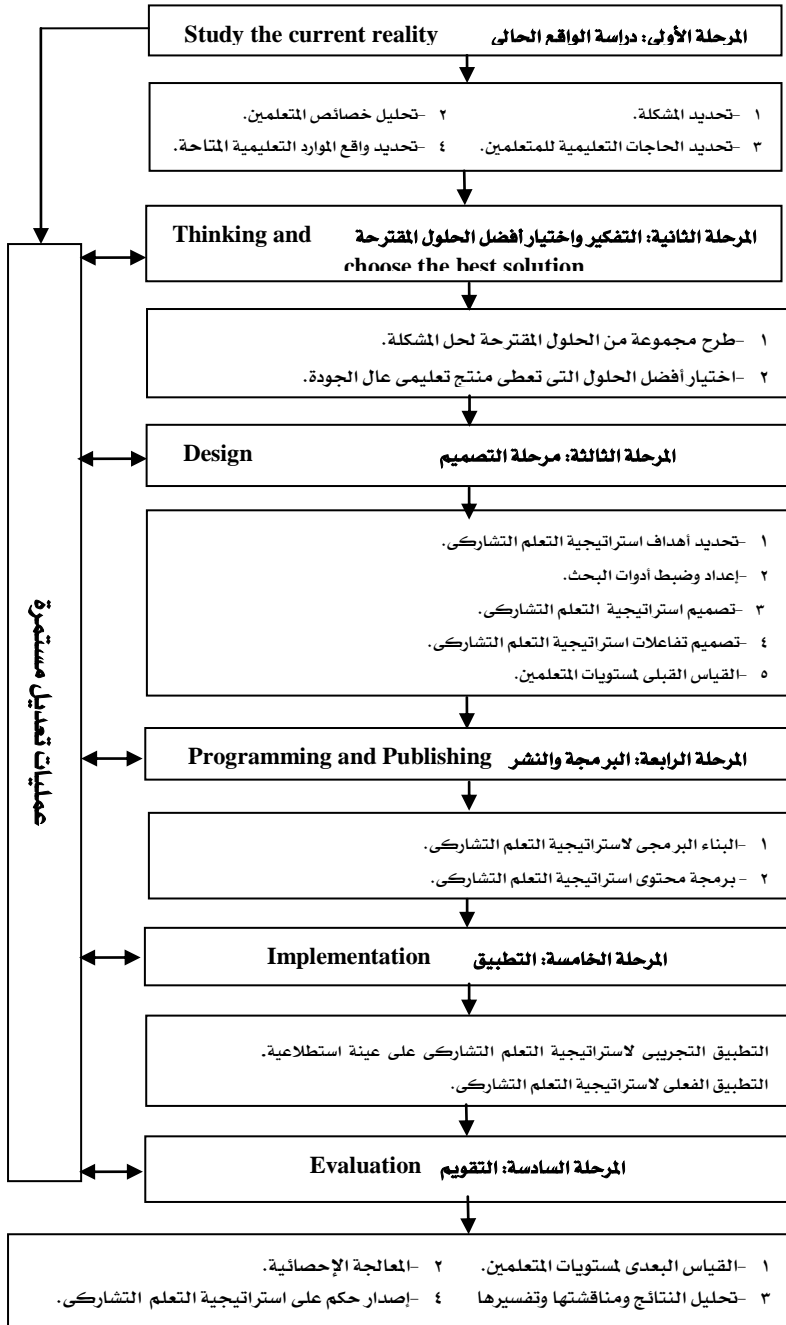 المرحلة الأولى: دراسة الواقع الحالى Study the current reality
١ -تحديد المشكلة. ٢ -تحليل خصائص المتعلمين.
٣ -تحديد الحاجات التعليمية للمتعلمين. ٤ -تحديد واقع الموارد التعليمية المتاحة.
المرحلة الثانية: التفكير واختيار أفضل الحلول المقترحة Thinking and
choose the best solution
١ -طرح مجموعة من الحلول المقترحة لحل المشكلة.
٢ -اختيار أفضل الحلول التى تعطى منتج تعليمى عال الجودة.
المرحلة الثالثة: مرحلة التصميم Design
١ -تحديد أهداف استراتيجية التعلم التشاركى.
٢ -إعداد وضبط أدوات البحث.
٣ -تصميم استراتيجية التعلم التشاركى.
٤ -تصميم تفاعلات استراتيجية التعلم التشاركى.
٥ -القياس القبلى لمستويات المتعلمين.
المرحلة الرابعة: البرمجة والنشر Programming and Publishing
١ -البناء البرمجى لاستراتيجية التعلم التشاركى.
٢ -برمجة محتوى استراتيجية التعلم التشاركى.
المرحلة الخامسة: التطبيق Implementation
التطبيق التجريبى لاستراتيجية التعلم التشاركى على عينة استطلاعية.
التطبيق الفعلى لاستراتيجية التعلم التشاركى.
المرحلة السادسة: التقويم Evaluation
١ -القياس البعدى لمستويات المتعلمين. ٢ -المعالجة الإحصائية.
٣ -تحليل النتائج ومناقشتها وتفسيرها ٤ -إصدار حكم على استراتيجية التعلم التشاركى.
عمليات تعديل مستمرة